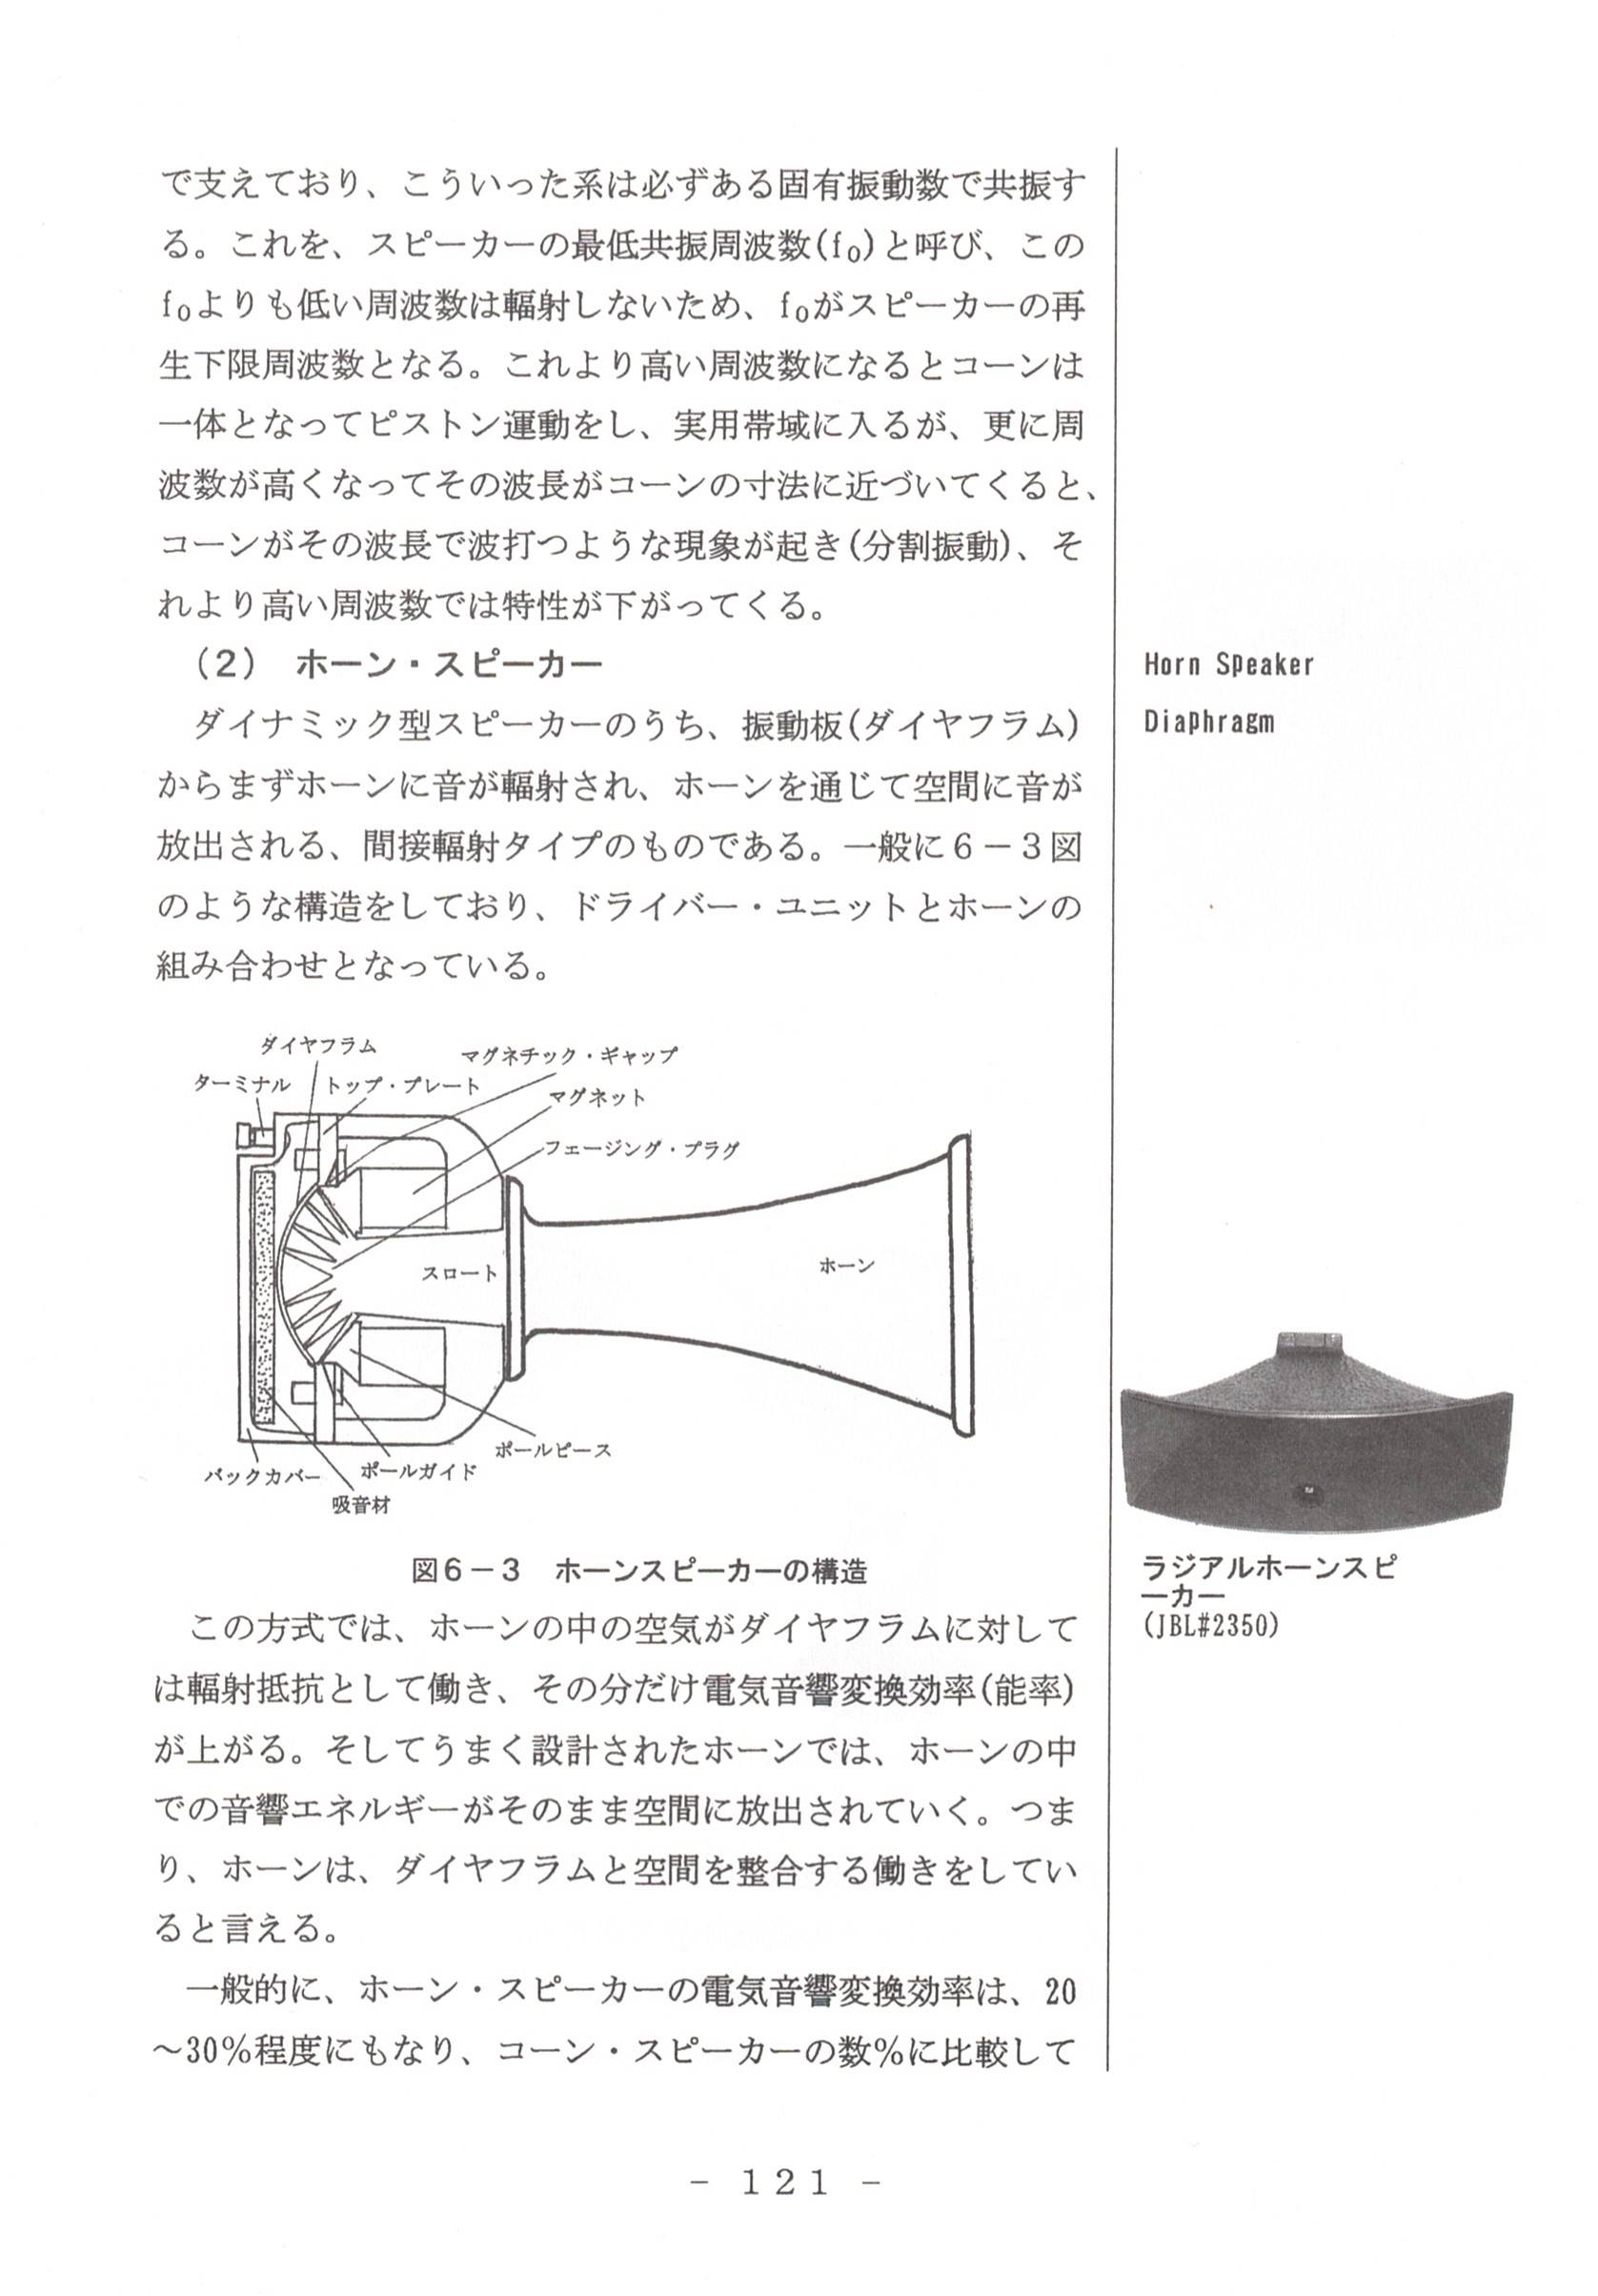 で支えており、こういった系は必ずある固有振動数で共振す
る。これを、スピーカーの最低共振周波数(f₀)と呼び、この
f₀よりも低い周波数は輻射しないため、f₀がスピーカーの再
生下限周波数となる。これより高い周波数になるとコーンは
一体となってピストン運動をし、実用帯域に入るが、更に周
波数が高くなってその波長がコーンの寸法に近づいてくると、
コーンがその波長で波打つような現象が起き(分割振動)、そ
れより高い周波数では特性が下がってくる。
(2) ホーン・スピーカー
Horn Speaker
ダイナミック型スピーカーのうち、振動板(ダイヤフラム)
Diaphragm
からまずホーンに音が輻射され、ホーンを通じて空間に音が
放出される、間接輻射タイプのものである。一般に6-3図
のような構造をしており、ドライバー・ユニットとホーンの
組み合わせとなっている。
ダイヤフラム
マグネチック・ギャップ
ターミナル
トップ・プレート
マグネット
フェージング・プラグ
スロート
ホーン
ポールピース
バックカバー
ポールガイド
吸音材
図6-3 ホーンスピーカーの構造
ラジアルホーンスピ
ーカー
(JBL#2350)
この方式では、ホーンの中の空気がダイヤフラムに対して
は輻射抵抗として働き、その分だけ電気音響変換効率(能率)
が上がる。そしてうまく設計されたホーンでは、ホーンの中
での音響エネルギーがそのまま空間に放出されていく。つま
り、ホーンは、ダイヤフラムと空間を整合する働きをしてい
ると言える。
一般的に、ホーン・スピーカーの電気音響変換効率は、20
~30%程度にもなり、コーン・スピーカーの数%に比較して
- 121 -